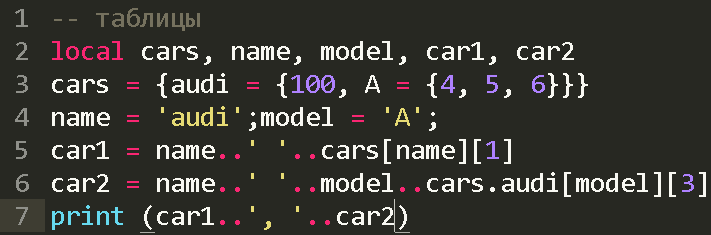 1 -- таблицы
2 local cars, name, model, car1, car2
3 cars = {audi = {100, A = {4, 5, 6}}}
4 name = 'audi';model = 'A';
5 car1 = name..' '..cars[name][1]
6 car2 = name..' '..model..cars.audi[model][3]
7 print (car1..', '..car2)